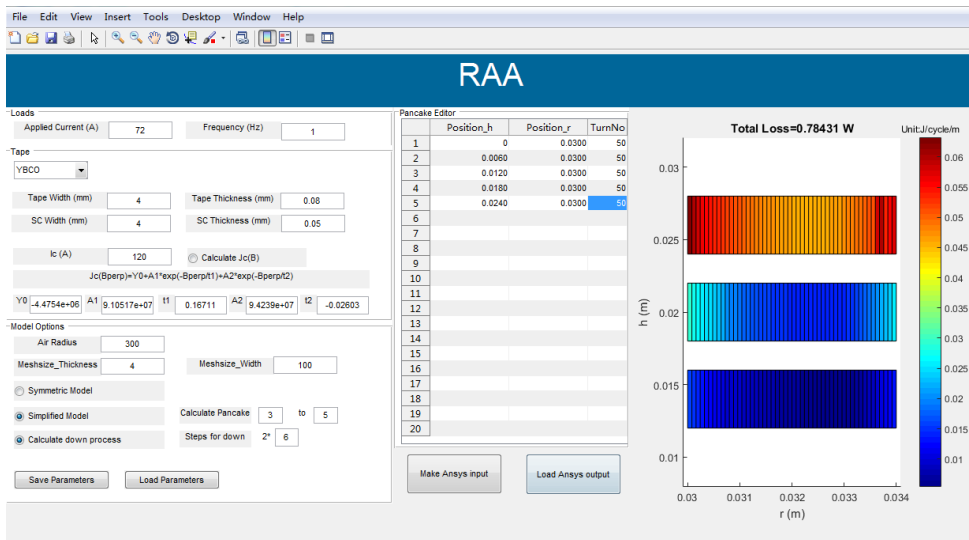 File Edit View Insert Tools Desktop Window Help
RAA
Loads
Applied Current (A) 72 Frequency (Hz) 1
Tape
YBCO
Tape Width (mm) 4 Tape Thickness (mm) 0.08
SC Width (mm) 4 SC Thickness (mm) 0.05
Ic (A) 120 Calculate Jc(B)
Jc(Bperp)=Y0+A1*exp(-Bperp/t1)+A2*exp(-Bperp/t2)
Y0 -4.4754e+06 A1 9.10517e+07 t1 0.16711 A2 9.4239e+07 t2 -0.02603
Model Options
Air Radius 300
Meshsize_Thickness 4 Meshsize_Width 100
Symmetric Model
Simplified Model Calculate Pancake 3 to 5
Calculate down process Steps for down 2* 6
Save Parameters Load Parameters
Pancake Editor
Position_h Position_r TurnNo
1 0 0.0300 50
2 0.0060 0.0300 50
3 0.0120 0.0300 50
4 0.0180 0.0300 50
5 0.0240 0.0300 50
6
7
8
9
10
11
12
13
14
15
16
17
18
19
20
Make Ansys input Load Ansys output
Total Loss=0.78431 W Unit:J/cycle/m
0.03
0.025
0.02
0.015
0.01
h (m)
0.03 0.031 0.032 0.033 0.034
r (m)
0.06
0.055
0.05
0.045
0.04
0.035
0.03
0.025
0.02
0.015
0.01